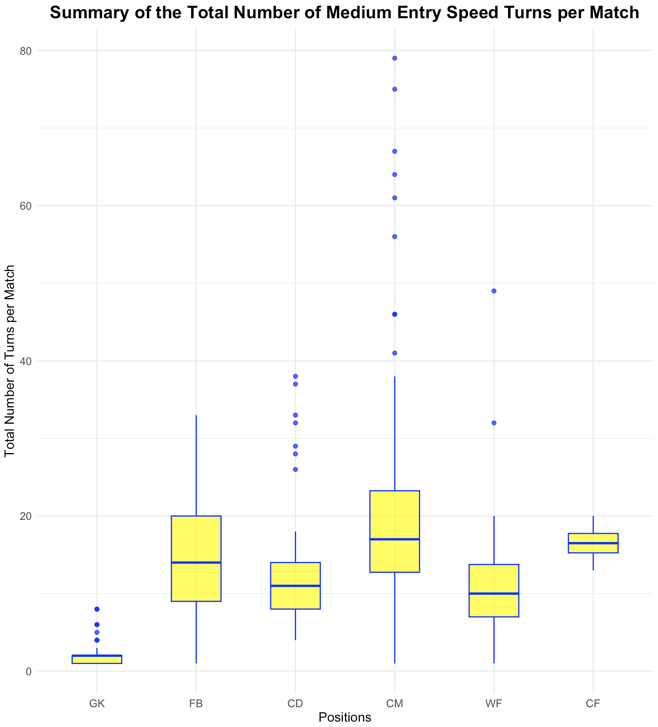 Summary of the Total Number of Medium Entry Speed Turns per Match
Total Number of Turns per Match
80
60
40
20
0
GK FB CD CM WF CF
Positions